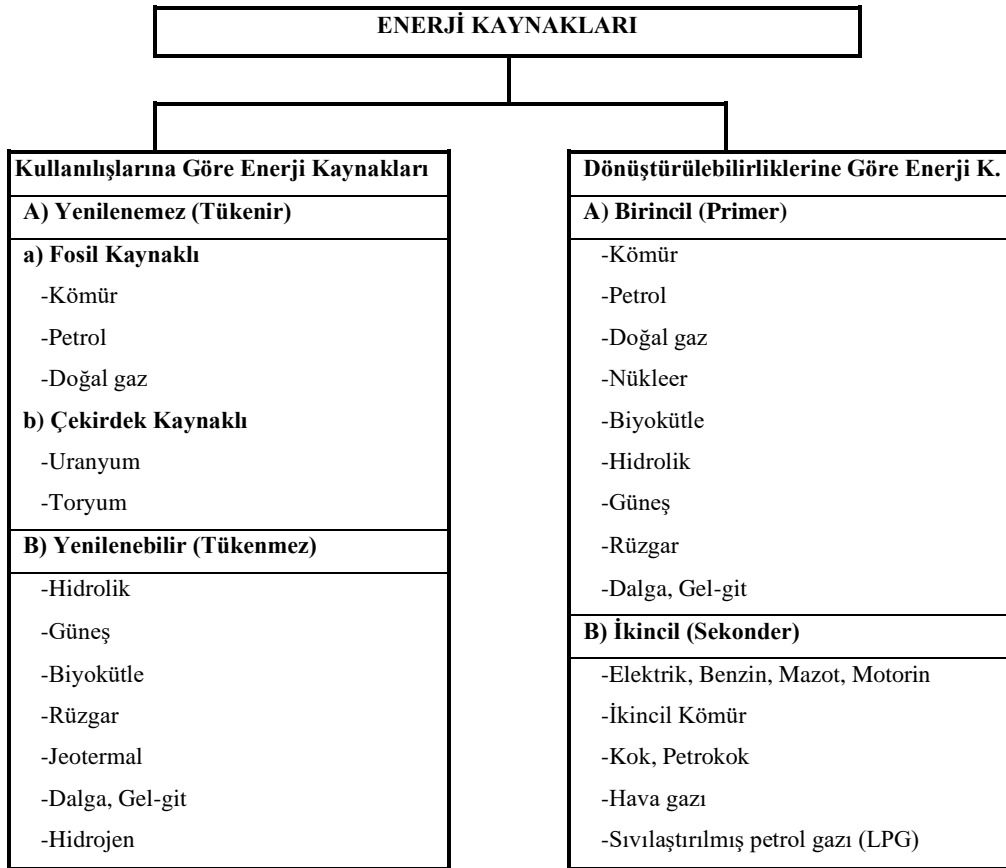 ENERJİ KAYNAKLARI
Kullanılışlarına Göre Enerji Kaynakları
A) Yenilenemez (Tükenir)
a) Fosil Kaynaklı
-Kömür
-Petrol
-Doğal gaz
b) Çekirdek Kaynaklı
-Uranyum
-Toryum
B) Yenilenebilir (Tükenmez)
-Hidrolik
-Güneş
-Biyokütle
-Rüzgar
-Jeotermal
-Dalga, Gel-git
-Hidrojen
Dönüştürülebilirliklerine Göre Enerji K.
A) Birincil (Primer)
-Kömür
-Petrol
-Doğal gaz
-Nükleer
-Biyokütle
-Hidrolik
-Güneş
-Rüzgar
-Dalga, Gel-git
B) İkincil (Sekonder)
-Elektrik, Benzin, Mazot, Motorin
-İkincil Kömür
-Kok, Petrokok
-Hava gazı
-Sıvılaştırılmış petrol gazı (LPG)